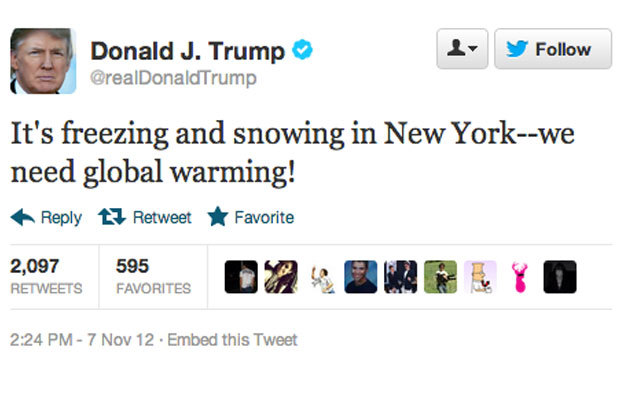 Donald J. Trump
@realDonaldTrump
Follow
It's freezing and snowing in New York--we
need global warming!
Reply Retweet Favorite
2,097 595
RETWEETS FAVORITES
2:24 PM - 7 Nov 12 · Embed this Tweet